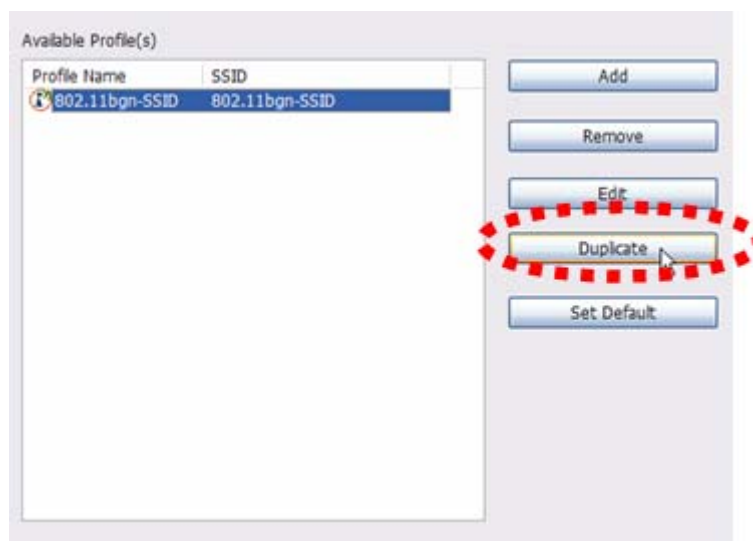 Available Profile(s)
Profile Name SSID
802.11bgn-SSID 802.11bgn-SSID
Add
Remove
Edit
Duplicate
Set Default